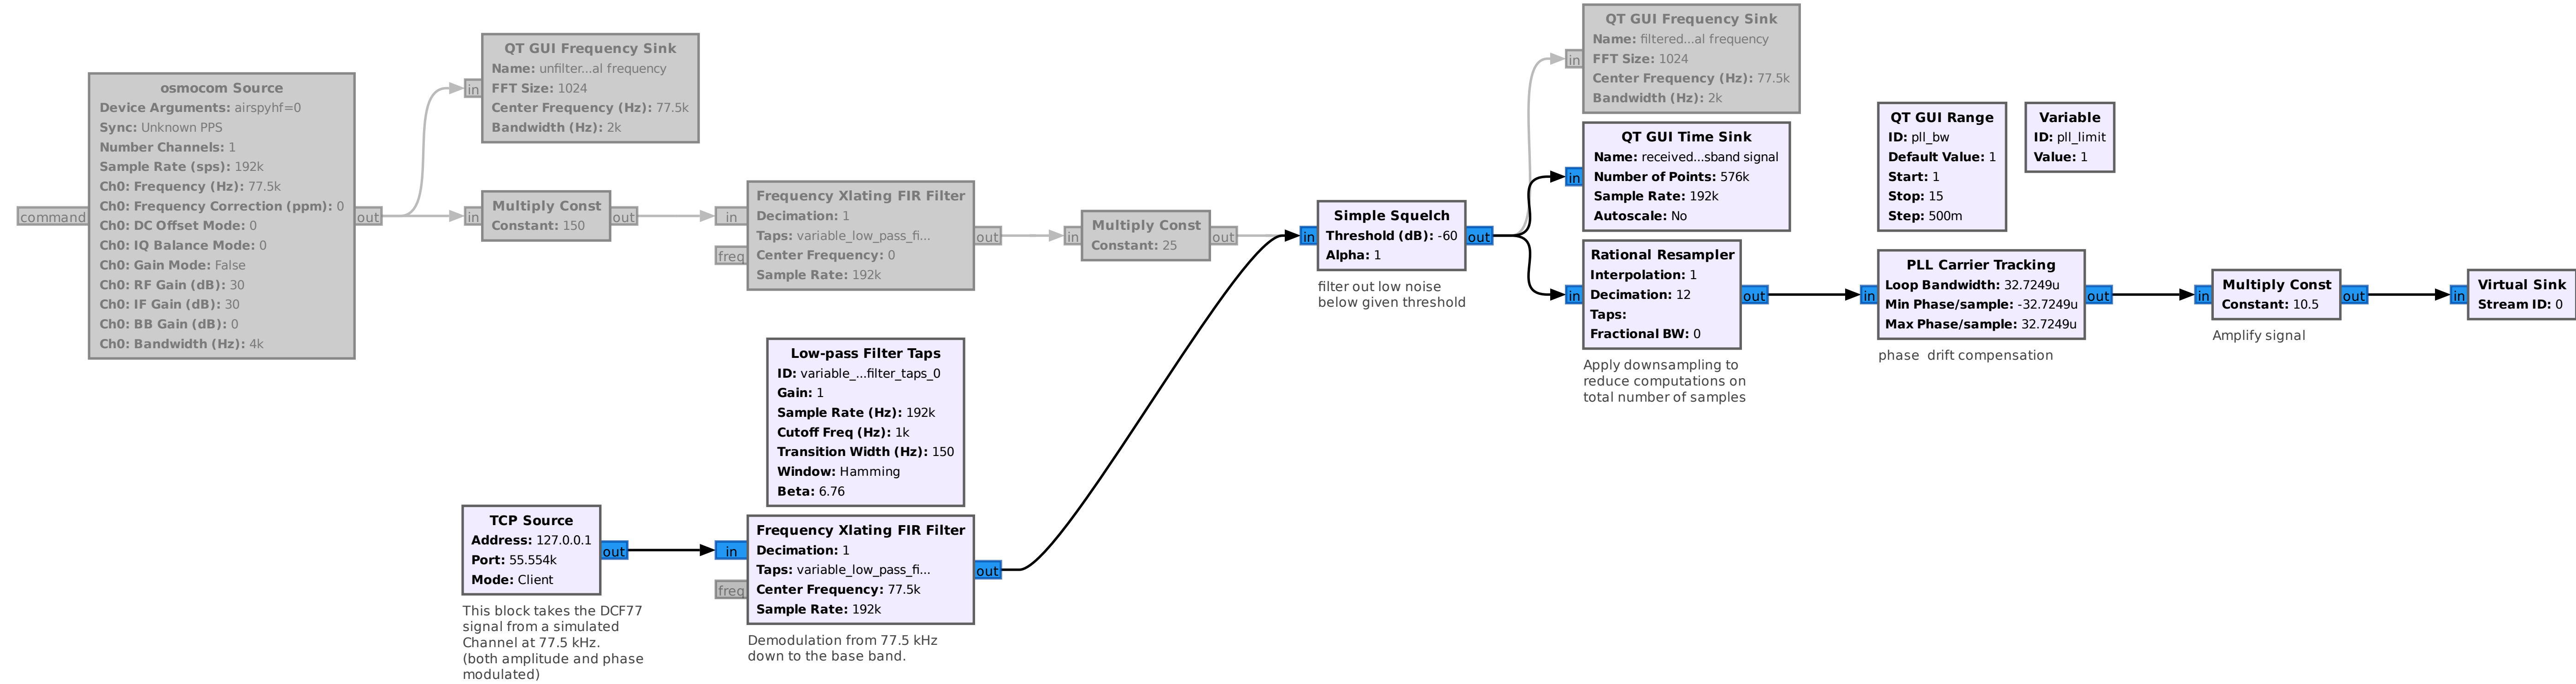 osmocom Source
Device Arguments: airspyhf=0
Sync: Unknown PPS
Number Channels: 1
Sample Rate (sps): 192k
Ch0: Frequency (Hz): 77.5k
Ch0: Frequency Correction (ppm): 0
Ch0: DC Offset Mode: 0
Ch0: IQ Balance Mode: 0
Ch0: Gain Mode: False
Ch0: RF Gain (dB): 30
Ch0: IF Gain (dB): 30
Ch0: BB Gain (dB): 0
Ch0: Bandwidth (Hz): 4k
command
out
QT GUI Frequency Sink
Name: unfilter...al frequency
FFT Size: 1024
Center Frequency (Hz): 77.5k
Bandwidth (Hz): 2k
in
Multiply Const
Constant: 150
in
out
Frequency Xlating FIR Filter
Decimation: 1
Taps: variable_low_pass_fi...
Center Frequency: 0
Sample Rate: 192k
in
freq
out
Multiply Const
Constant: 25
in
out
Low-pass Filter Taps
ID: variable_...filter_taps_0
Gain: 1
Sample Rate (Hz): 192k
Cutoff Freq (Hz): 1k
Transition Width (Hz): 150
Window: Hamming
Beta: 6.76
TCP Source
Address: 127.0.0.1
Port: 55.554k
Mode: Client
out
This block takes the DCF77
signal from a simulated
Channel at 77.5 kHz.
(both amplitude and phase
modulated)
Frequency Xlating FIR Filter
Decimation: 1
Taps: variable_low_pass_fi...
Center Frequency: 77.5k
Sample Rate: 192k
in
freq
out
Demodulation from 77.5 kHz
down to the base band.
Simple Squelch
Threshold (dB): -60
Alpha: 1
in
out
filter out low noise
below given threshold
QT GUI Frequency Sink
Name: filtered...al frequency
FFT Size: 1024
Center Frequency (Hz): 77.5k
Bandwidth (Hz): 2k
in
QT GUI Time Sink
Name: received...sband signal
Number of Points: 576k
Sample Rate: 192k
Autoscale: No
in
Rational Resampler
Interpolation: 1
Decimation: 12
Taps:
Fractional BW: 0
in
out
Apply downsampling to
reduce computations on
total number of samples
QT GUI Range
ID: pll_bw
Default Value: 1
Start: 1
Stop: 15
Step: 500m
Variable
ID: pll_limit
Value: 1
PLL Carrier Tracking
Loop Bandwidth: 32.7249u
Min Phase/sample: -32.7249u
Max Phase/sample: 32.7249u
in
out
phase  drift compensation
Multiply Const
Constant: 10.5
in
out
Amplify signal
Virtual Sink
Stream ID: 0
in